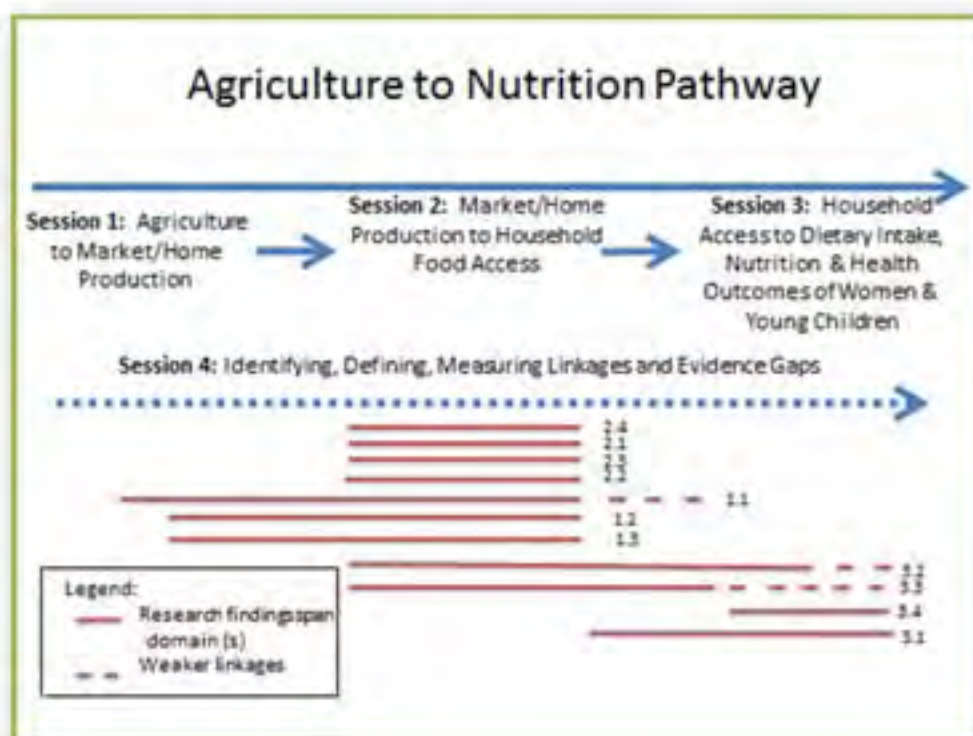 Agriculture to Nutrition Pathway
Session 1: Agriculture
to Market/Home
Production
Session 2: Market/Home
Production to Household
Food Access
Session 3: Household
Access to Dietary Intake,
Nutrition & Health
Outcomes of Women &
Young Children
Session 4: Identifying, Defining, Measuring Linkages and Evidence Gaps
1.1
1.2
1.3
3.4
3.1
Legend:
Research findings span
domain (s)
Weaker linkages